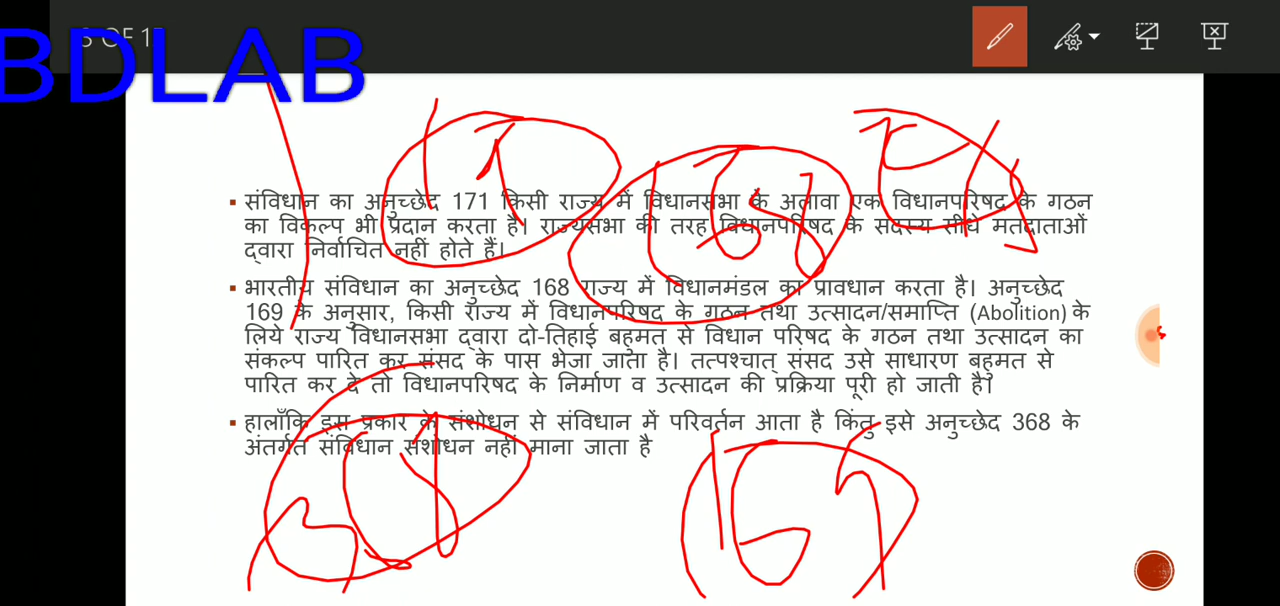 3 OF 1
BDLAB
संविधान का अनुच्छेद 171 किसी राज्य में विधानसभा के अलावा एक विधानपरिषद के गठन
का विकल्प भी प्रदान करता है। राज्यसभा की तरह विधानपरिषद के सदस्य सीधे मतदाताओं
द्वारा निर्वाचित नहीं होते हैं।
भारतीय संविधान का अनुच्छेद 168 राज्य में विधानमंडल का प्रावधान करता है। अनुच्छेद
169 के अनुसार, किसी राज्य में विधानपरिषद के गठन तथा उत्सादन/समाप्ति (Abolition) के
लिये राज्य विधानसभा द्वारा दो-तिहाई बहुमत से विधान परिषद के गठन तथा उत्सादन का
संकल्प पारित कर संसद के पास भेजा जाता है। तत्पश्चात् संसद उसे साधारण बहुमत से
पारित कर दे तो विधानपरिषद के निर्माण व उत्सादन की प्रक्रिया पूरी हो जाती है।
हालाँकि इस प्रकार के संशोधन से संविधान में परिवर्तन आता है किंतु इसे अनुच्छेद 368 के
अंतर्गत संविधान संशोधन नहीं माना जाता है